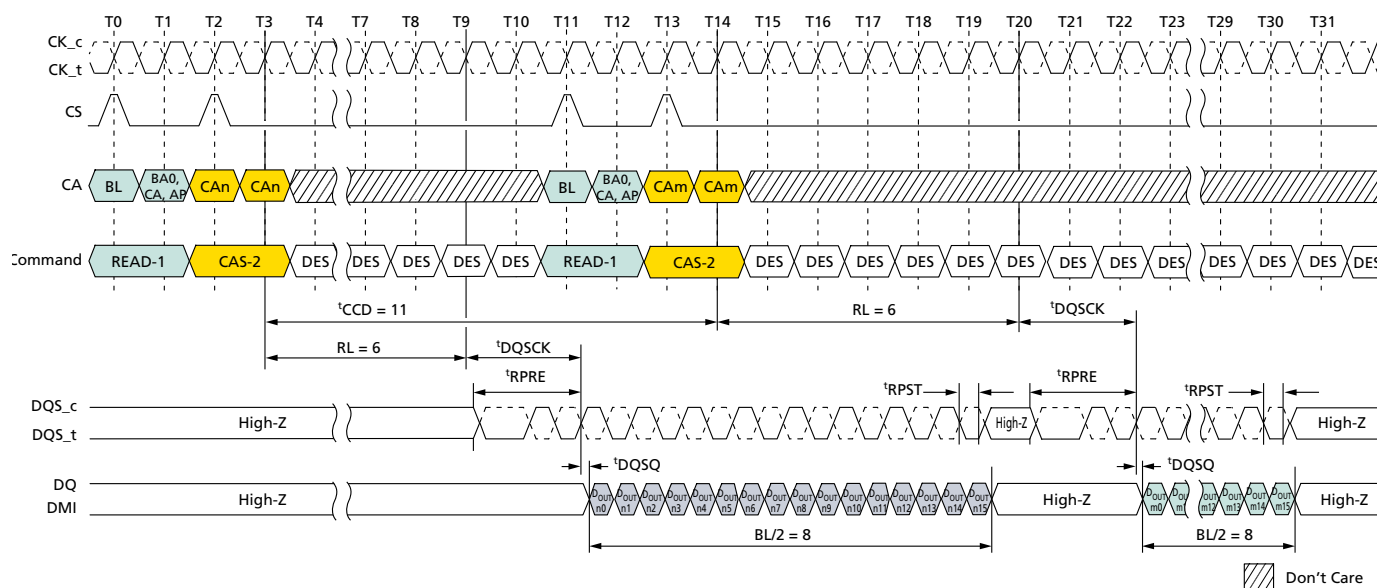 T0 T1 T2 T3 T4 T7 T8 T9 T10 T11 T12 T13 T14 T15 T16 T17 T18 T19 T20 T21 T22 T23 T29 T30 T31
CK_c
CK_t
CS
CA BL BA0, CA, AP CAn CAn BL BA0, CA, AP CAm CAm
Command READ-1 CAS-2 DES DES DES DES DES READ-1 CAS-2 DES DES DES DES DES DES DES DES DES DES DES DES DES
tCCD = 11 RL = 6 tDQSCK
RL = 6 tDQSCK
tRPRE tRPST tRPRE tRPST
DQS_c
DQS_t
High-Z High-Z High-Z
tDQSQ tDQSQ
DQ
DMI
High-Z DOUT n0 DOUT n1 DOUT n2 DOUT n3 DOUT n4 DOUT n5 DOUT n6 DOUT n7 DOUT n8 DOUT n9 DOUT n10 DOUT n11 DOUT n12 DOUT n13 DOUT n14 DOUT n15 High-Z DOUT m0 DOUT m12 DOUT m13 DOUT m14 DOUT m15 High-Z
BL/2 = 8 BL/2 = 8
Don't Care